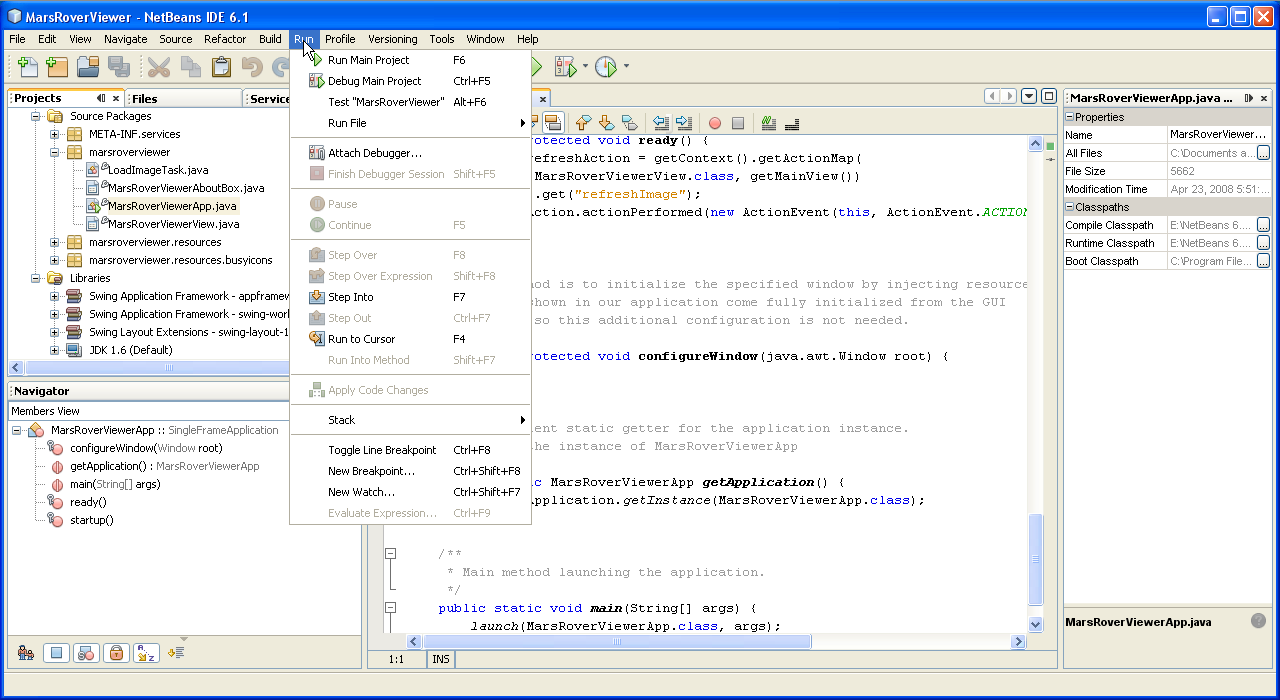 MarsRoverViewer - NetBeans IDE 6.1
File Edit View Navigate Source Refactor Build Run Profile Versioning Tools Window Help
Projects
Files
Service
Source Packages
META-INF.services
marsroverviewer
LoadImageTask.java
MarsRoverViewerAboutBox.java
MarsRoverViewerApp.java
MarsRoverViewerView.java
marsroverviewer.resources
marsroverviewer.resources.busyicons
Libraries
Swing Application Framework - appframew
Swing Application Framework - swing-wor
Swing Layout Extensions - swing-layout-1
JDK 1.6 (Default)
Navigator
Members View
MarsRoverViewerApp :: SingleFrameApplication
configureWindow(Window root)
getApplication() : MarsRoverViewerApp
main(String[] args)
ready()
startup()
Run Main Project F6
Debug Main Project Ctrl+F5
Test "MarsRoverViewer" Alt+F6
Run File
Attach Debugger...
Finish Debugger Session Shift+F5
Pause
Continue F5
Step Over F8
Step Over Expression Shift+F8
Step Into F7
Step Out Ctrl+F7
Run to Cursor F4
Run Into Method Shift+F7
Apply Code Changes
Stack
Toggle Line Breakpoint Ctrl+F8
New Breakpoint... Ctrl+Shift+F8
New Watch... Ctrl+Shift+F7
Evaluate Expression... Ctrl+F9
otected void ready() {
refreshAction = getContext().getActionMap(
MarsRoverViewerView.class, getMainView())
.get("refreshImage");
ction.actionPerformed(new ActionEvent(this, ActionEvent.ACTION
od is to initialize the specified window by injecting resource
shown in our application come fully initialized from the GUI
so this additional configuration is not needed.
otected void configureWindow(java.awt.Window root) {
ent static getter for the application instance.
the instance of MarsRoverViewerApp
c MarsRoverViewerApp getApplication() {
Application.getInstance(MarsRoverViewerApp.class);
/**
* Main method launching the application.
*/
public static void main(String[] args) {
launch(MarsRoverViewerApp.class, args);
1:1 INS
MarsRoverViewerApp.java ...
Properties
Name MarsRoverViewer...
All Files C:\Documents a... ...
File Size 5662
Modification Time Apr 23, 2008 5:51:...
Classpaths
Compile Classpath E:\NetBeans 6.... ...
Runtime Classpath E:\NetBeans 6.... ...
Boot Classpath C:\Program File... ...
MarsRoverViewerApp.java